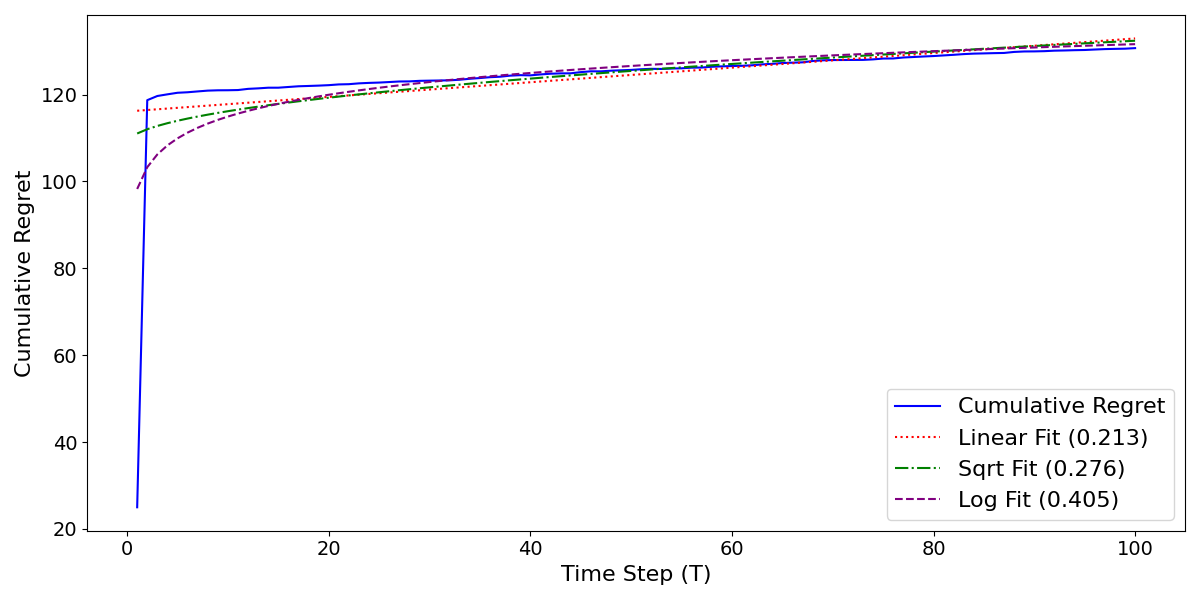 Cumulative Regret
120
100
80
60
40
20
0
20
40
60
80
100
Time Step (T)
Cumulative Regret
Linear Fit (0.213)
Sqrt Fit (0.276)
Log Fit (0.405)